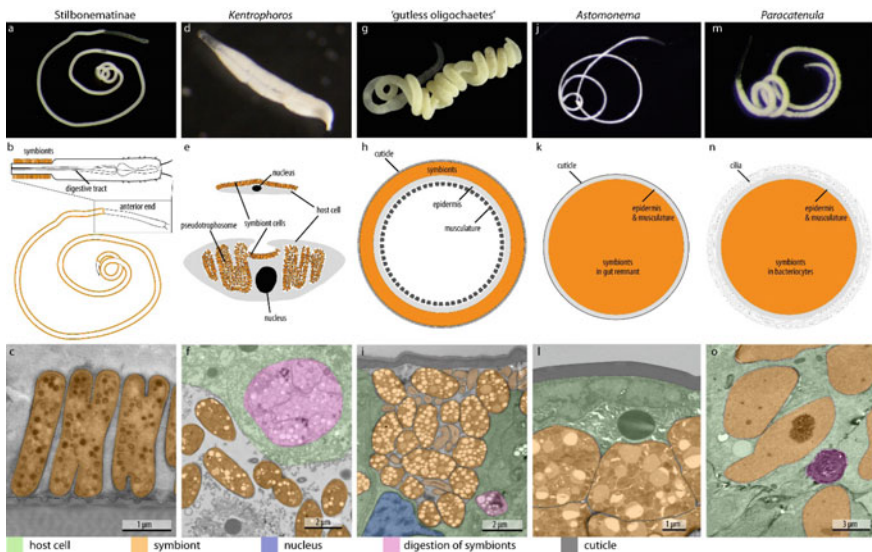 Stilbonematinae
Kentrophoros
'gutless oligochaetes'
Astomonema
Paracatenula
a
d
g
j
m
b
symbionts
digestive tract
anterior end
e
nucleus
symbiont cells
host cell
pseudotrophosome
nucleus
h
cuticle
symbionts
epidermis
musculature
k
cuticle
epidermis
& musculature
symbionts
in gut remnant
n
cilia
epidermis
& musculature
symbionts
in bacteriocytes
c
1 µm
f
2 µm
i
2 µm
l
1 µm
o
3 µm
host cell
symbiont
nucleus
digestion of symbionts
cuticle